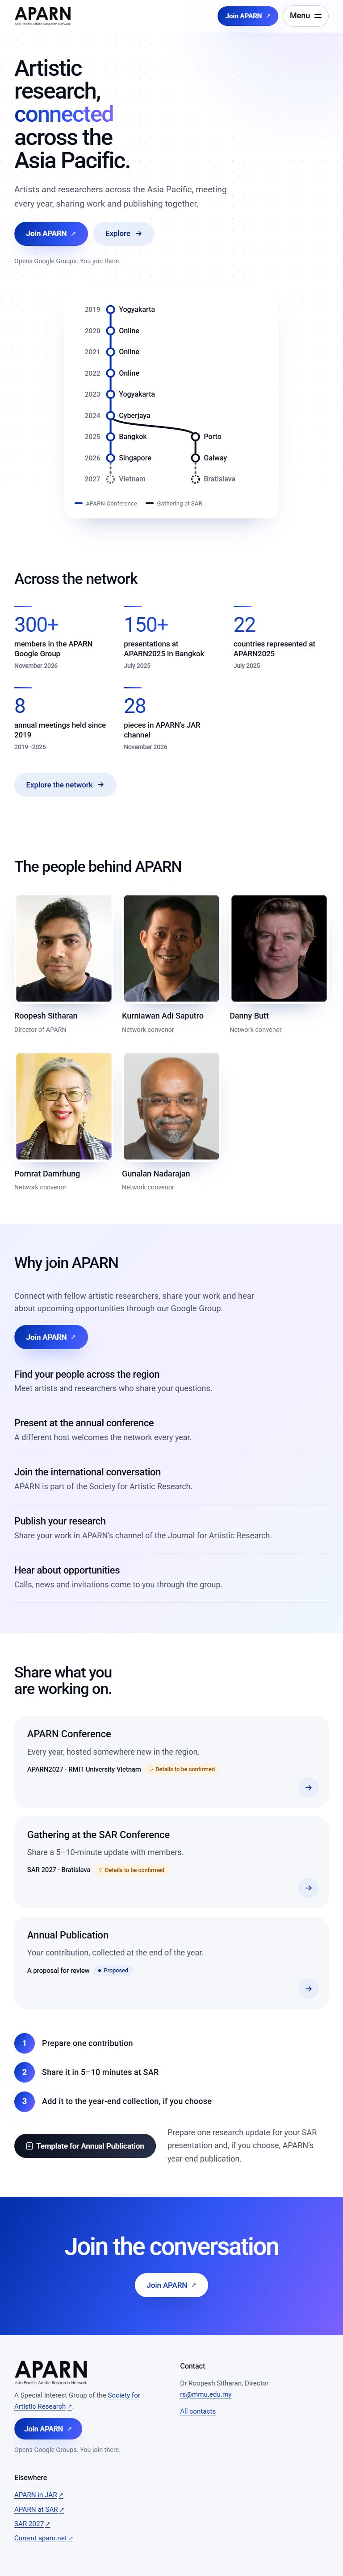 APARN
Asia Pacific Artistic Research Network
Join APARN ↗
Menu
Artistic
research,
connected
across the
Asia Pacific.
Artists and researchers across the Asia Pacific, meeting
every year, sharing work and publishing together.
Join APARN ↗
Explore →
Opens Google Groups. You join there.
2019 Yogyakarta
2020 Online
2021 Online
2022 Online
2023 Yogyakarta
2024 Cyberjaya
2025 Bangkok Porto
2026 Singapore Galway
2027 Vietnam Bratislava
APARN Conference Gathering at SAR
Across the network
300+
members in the APARN
Google Group
November 2026
150+
presentations at
APARN2025 in Bangkok
July 2025
22
countries represented at
APARN2025
July 2025
8
annual meetings held since
2019
2019–2026
28
pieces in APARN's JAR
channel
November 2026
Explore the network →
The people behind APARN
Roopesh Sitharan
Director of APARN
Kurniawan Adi Saputro
Network convenor
Danny Butt
Network convenor
Pornrat Damrhung
Network convenor
Gunalan Nadarajan
Network convenor
Why join APARN
Connect with fellow artistic researchers, share your work and hear
about upcoming opportunities through our Google Group.
Join APARN ↗
Find your people across the region
Meet artists and researchers who share your questions.
Present at the annual conference
A different host welcomes the network every year.
Join the international conversation
APARN is part of the Society for Artistic Research.
Publish your research
Share your work in APARN's channel of the Journal for Artistic Research.
Hear about opportunities
Calls, news and invitations come to you through the group.
Share what you
are working on.
APARN Conference
Every year, hosted somewhere new in the region.
APARN2027 · RMIT University Vietnam Details to be confirmed
→
Gathering at the SAR Conference
Share a 5–10-minute update with members.
SAR 2027 · Bratislava Details to be confirmed
→
Annual Publication
Your contribution, collected at the end of the year.
A proposal for review Proposed
→
1 Prepare one contribution
2 Share it in 5–10 minutes at SAR
3 Add it to the year-end collection, if you choose
Template for Annual Publication
Prepare one research update for your SAR
presentation and, if you choose, APARN's
year-end publication.
Join the conversation
Join APARN ↗
APARN
Asia Pacific Artistic Research Network
A Special Interest Group of the Society for
Artistic Research ↗.
Join APARN ↗
Opens Google Groups. You join there.
Contact
Dr Roopesh Sitharan, Director
rs@mmu.edu.my
All contacts
Elsewhere
APARN in JAR ↗
APARN at SAR ↗
SAR 2027 ↗
Current aparn.net ↗